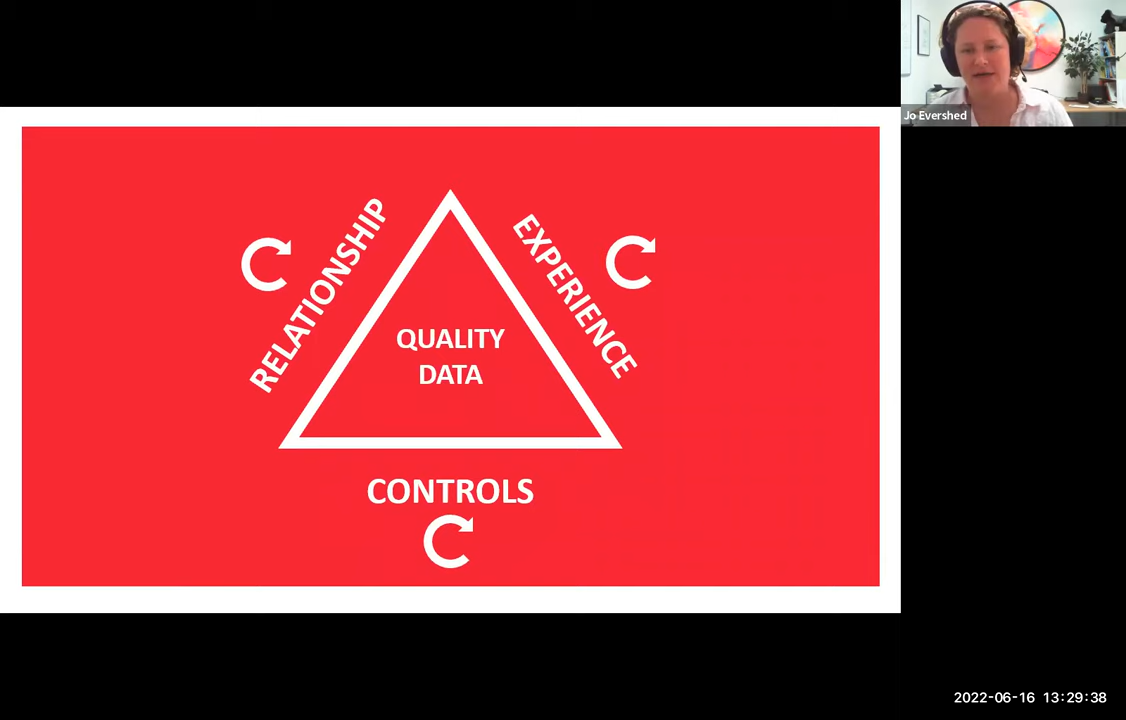 Jo Evershed
RELATIONSHIP
EXPERIENCE
QUALITY
DATA
CONTROLS
2022-06-16 13:29:38